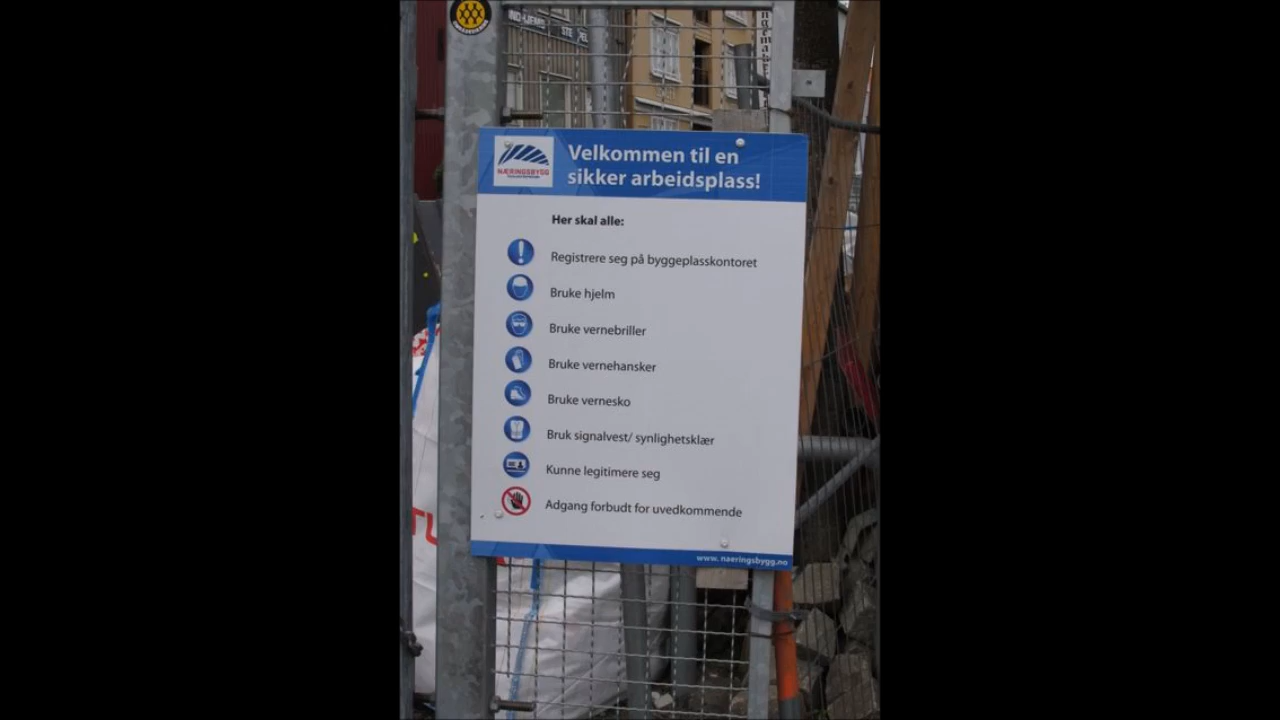 Velkommen til en
sikker arbeidsplass!
NÆRINGSBYGG
Her skal alle:
Registrere seg på byggeplasskontoret
Bruke hjelm
Bruke vernebriller
Bruke vernehansker
Bruke vernesko
Bruk signalvest/ synlighetsklær
Kunne legitimere seg
Adgang forbudt for uvedkommende
www. naeringsbygg.no